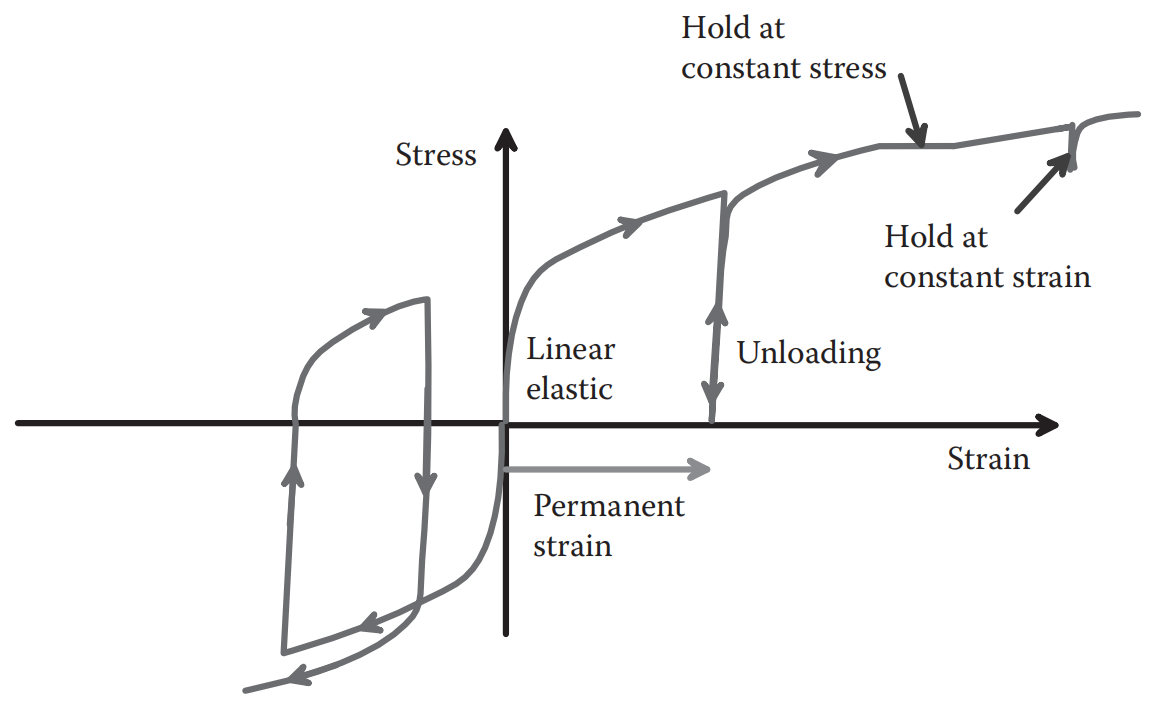 Hold at
constant stress
Stress
Hold at
constant strain
Linear
elastic
Unloading
Strain
Permanent
strain